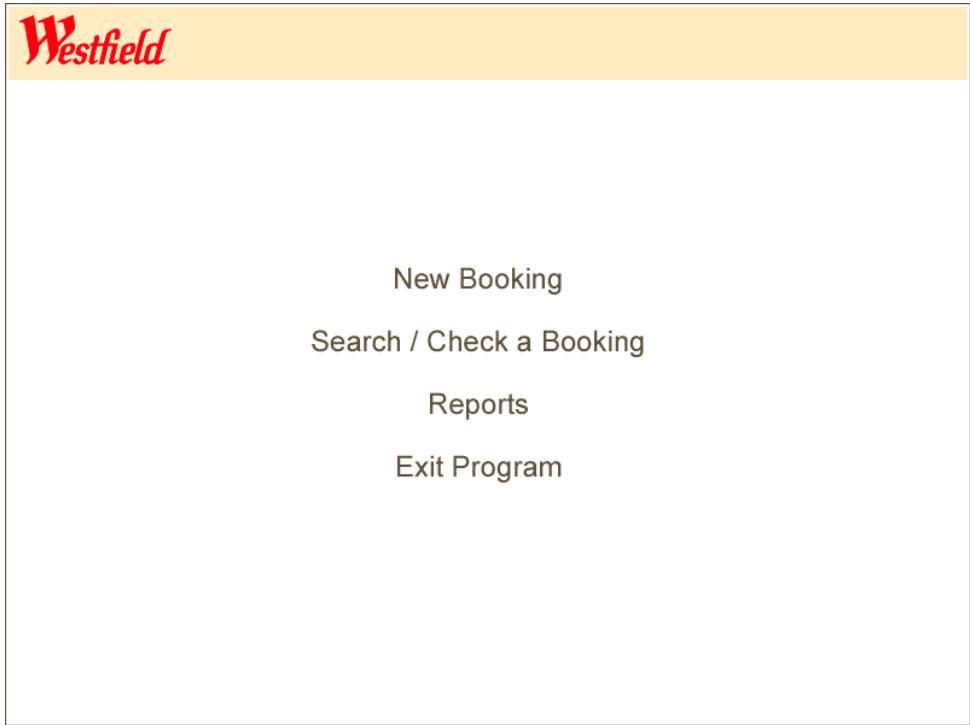 Westfield
New Booking
Search / Check a Booking
Reports
Exit Program